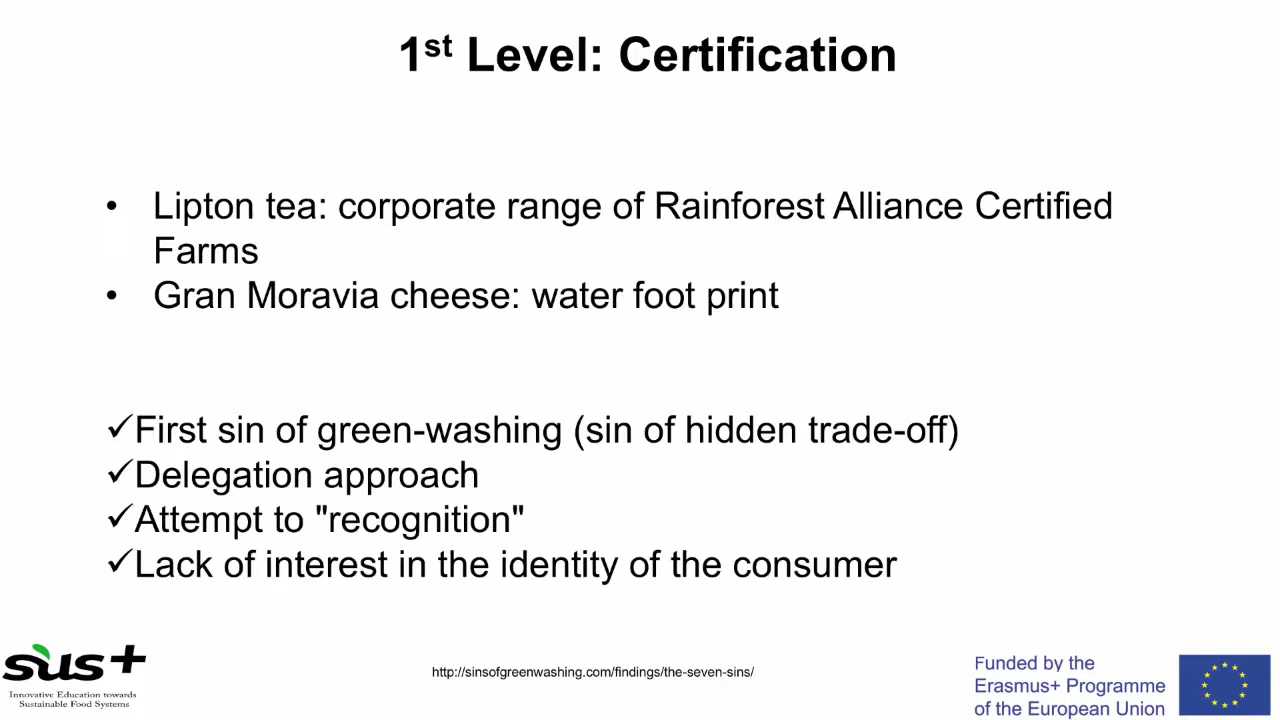 1st Level: Certification
• Lipton tea: corporate range of Rainforest Alliance Certified
Farms
• Gran Moravia cheese: water foot print
✓First sin of green-washing (sin of hidden trade-off)
✓Delegation approach
✓Attempt to "recognition"
✓Lack of interest in the identity of the consumer
sus+
Innovative Education towards
Sustainable Food Systems
http://sinsofgreenwashing.com/findings/the-seven-sins/
Funded by the
Erasmus+ Programme
of the European Union